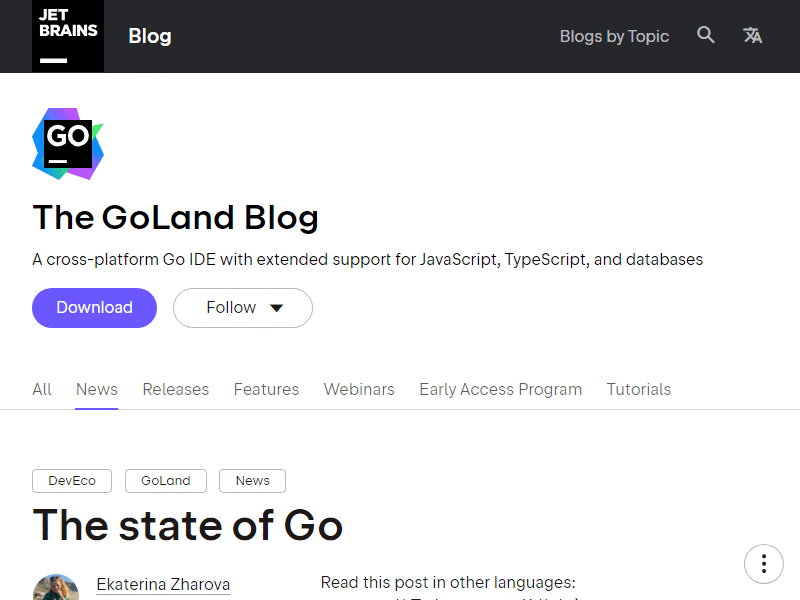 JET
BRAINS
Blog
Blogs by Topic
GO
The GoLand Blog
A cross-platform Go IDE with extended support for JavaScript, TypeScript, and databases
Download
Follow
All News Releases Features Webinars Early Access Program Tutorials
DevEco GoLand News
The state of Go
Ekaterina Zharova
Read this post in other languages: